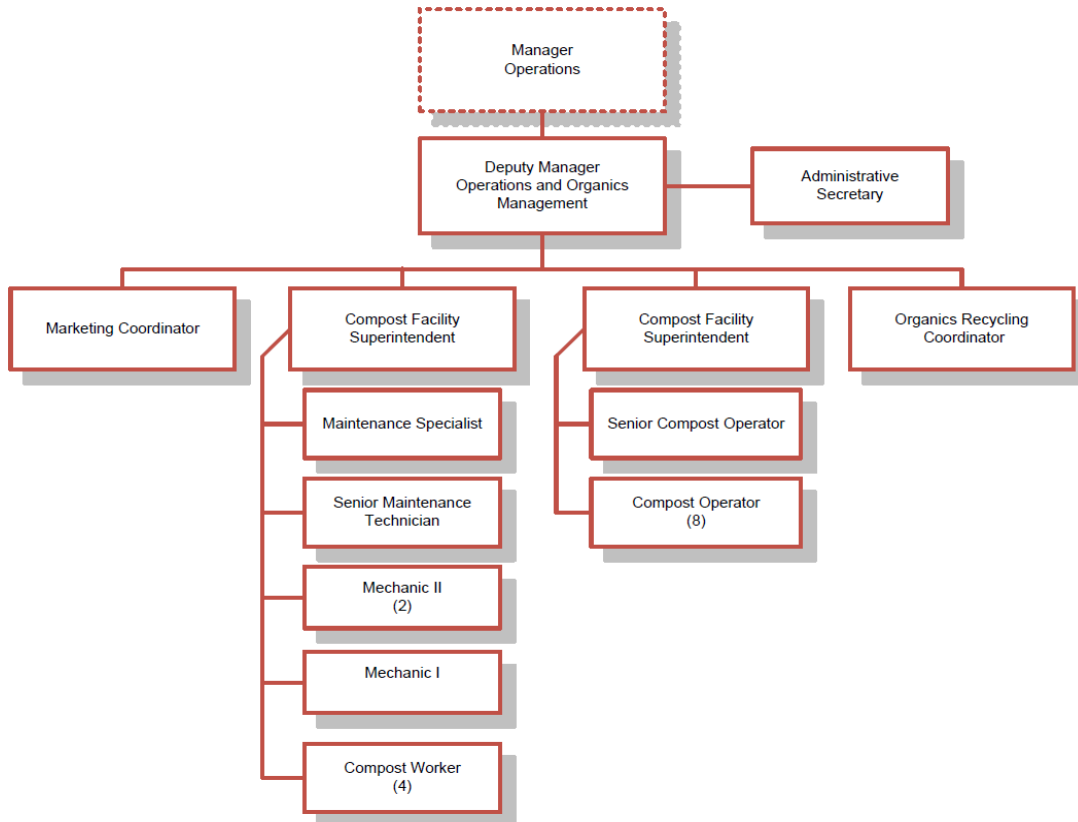 Manager
Operations
Deputy Manager
Operations and Organics
Management
Administrative
Secretary
Marketing Coordinator
Compost Facility
Superintendent
Compost Facility
Superintendent
Organics Recycling
Coordinator
Maintenance Specialist
Senior Maintenance
Technician
Mechanic II
(2)
Mechanic I
Compost Worker
(4)
Senior Compost Operator
Compost Operator
(8)